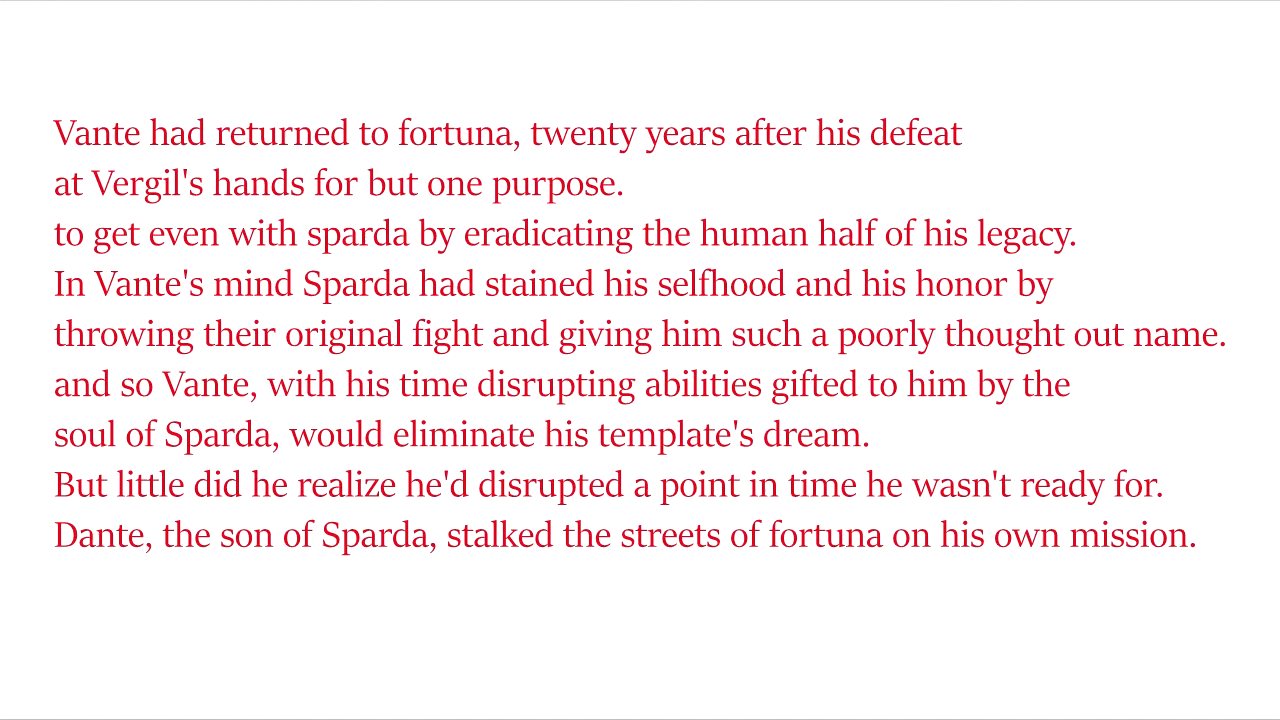 Vante had returned to fortuna, twenty years after his defeat
at Vergil's hands for but one purpose.
to get even with sparda by eradicating the human half of his legacy.
In Vante's mind Sparda had stained his selfhood and his honor by
throwing their original fight and giving him such a poorly thought out name.
and so Vante, with his time disrupting abilities gifted to him by the
soul of Sparda, would eliminate his template's dream.
But little did he realize he'd disrupted a point in time he wasn't ready for.
Dante, the son of Sparda, stalked the streets of fortuna on his own mission.